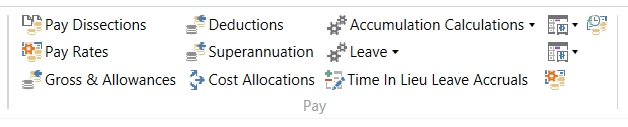 Pay Dissections Deductions Accumulation Calculations
Pay Rates Superannuation Leave
Gross & Allowances Cost Allocations Time In Lieu Leave Accruals
Pay